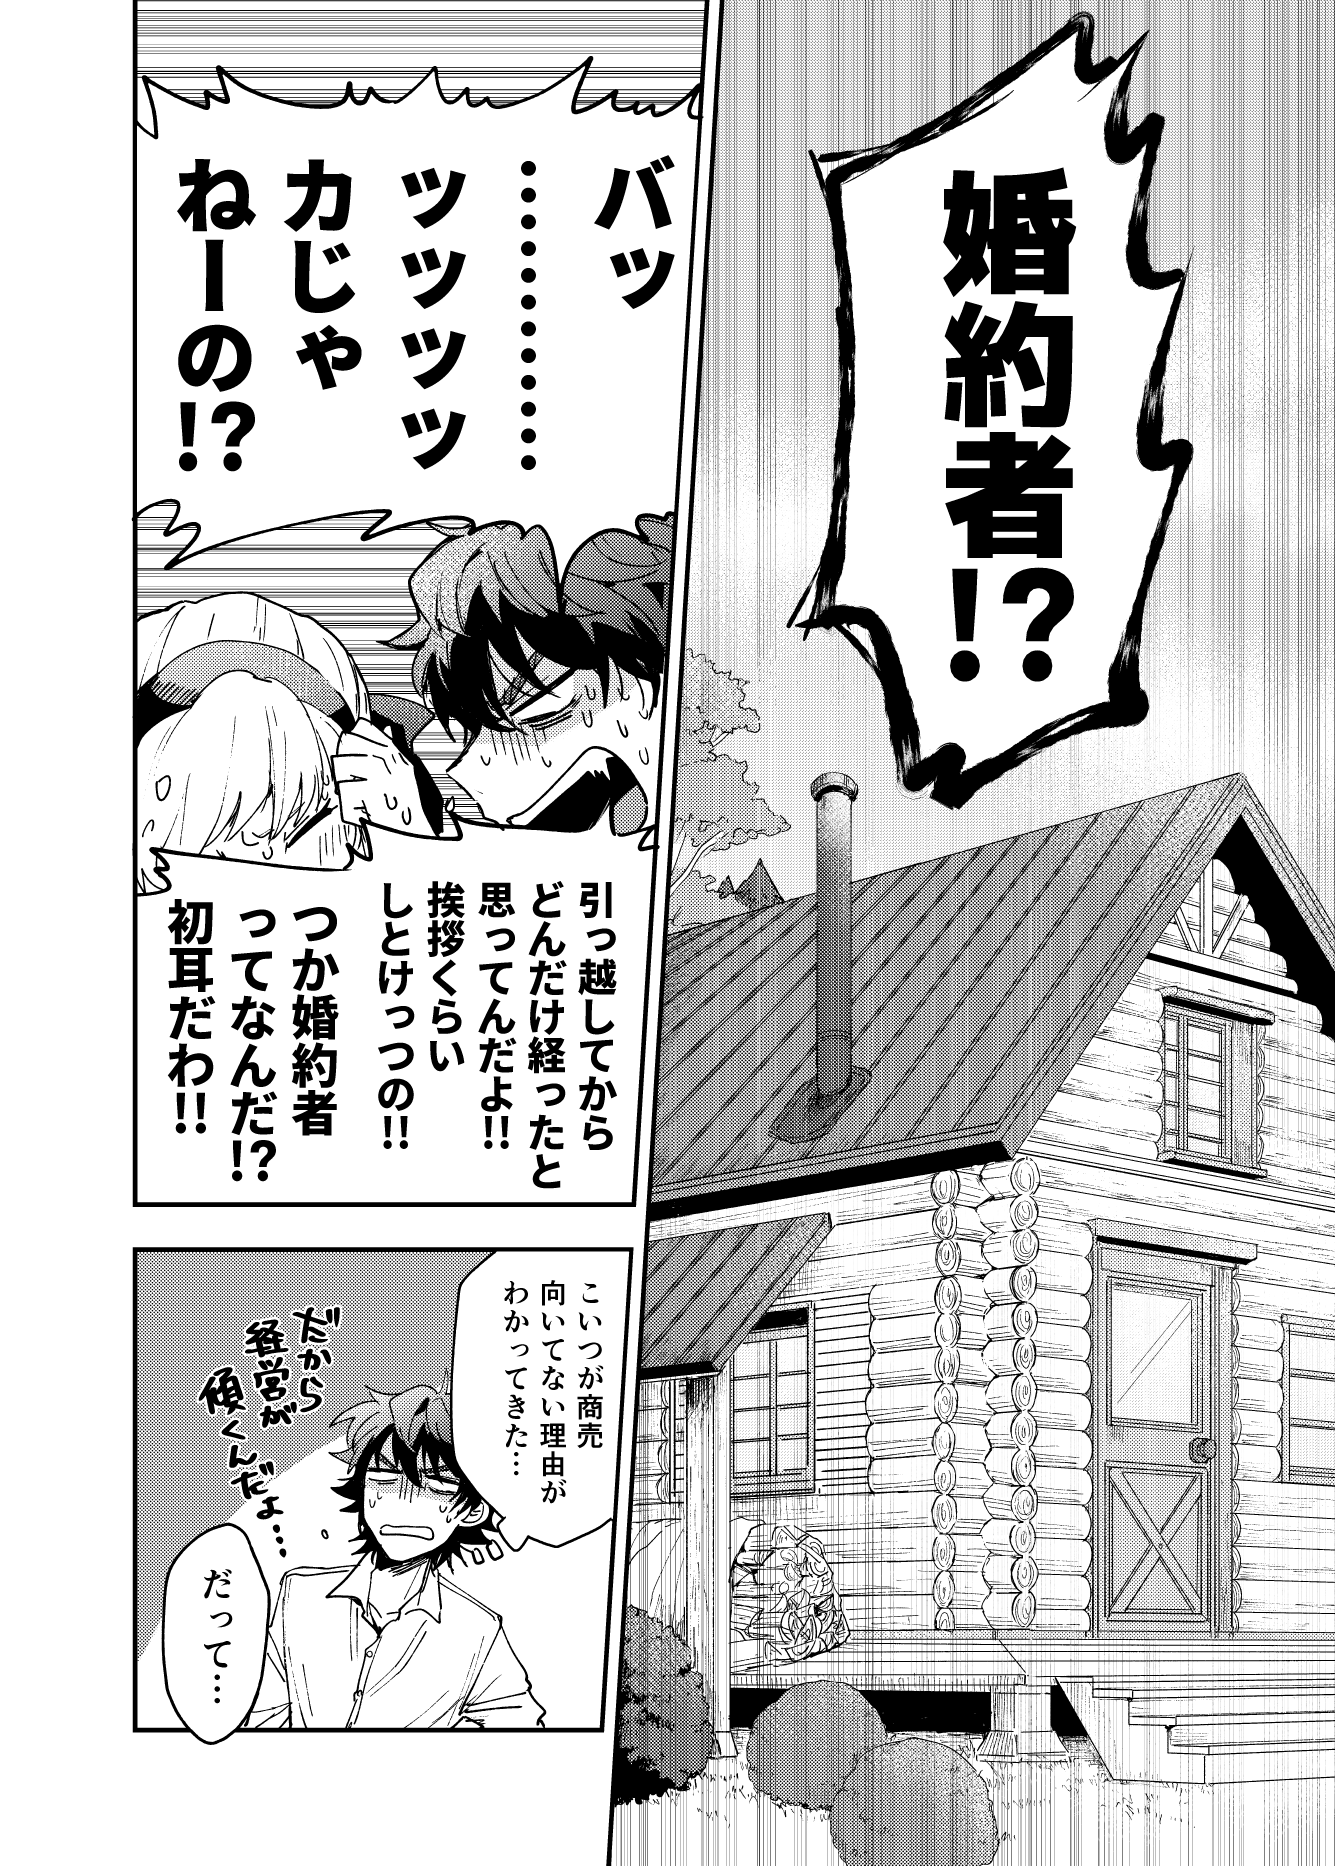 婚約者!?
バッ
…………
ッッッッ
カじゃ
ねーの!?
引っ越してから
どんだけ経ったと
思ってんだよ!!
挨拶くらい
しとけっつの!!
つか婚約者
ってなんだ!?
初耳だわ!!
こいつが商売
向いてない理由が
わかってきた…
だから
経営が
傾くんだよ…
だって…